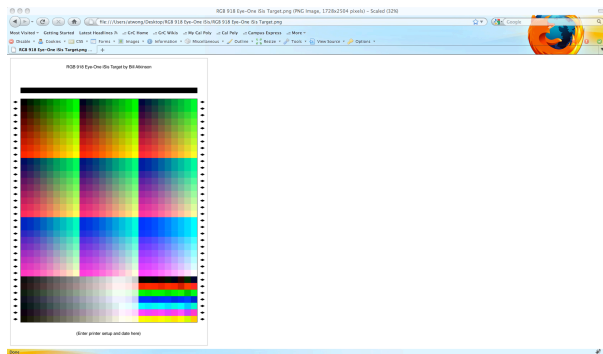 RGB 918 Eye-One iSis Target.png (PNG Image, 1728x2504 pixels) – Scaled (32%)
file:///Users/alwong/Desktop/RGB 918 Eye-One iSis/RGB 918 Eye-One iSis Target.png
Google
Most Visited Getting Started Latest Headlines GrC Home GrC Wikis My Cal Poly Cal Poly Campus Express More
Disable Cookies CSS Forms Images Information Miscellaneous Outline Resize Tools View Source Options
RGB 918 Eye-One iSis Target.png ...
RGB 918 Eye-One iSis Target by Bill Atkinson
(Enter printer setup and date here)
Done